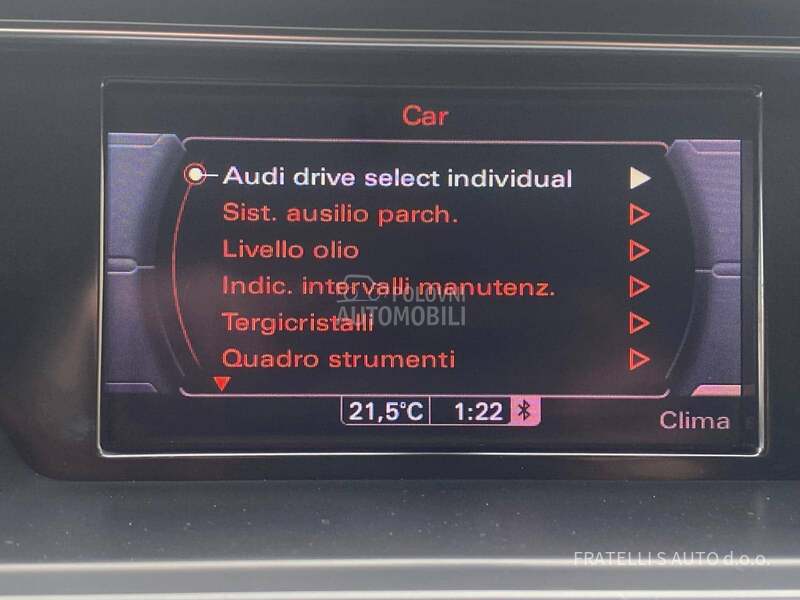 Car
Audi drive select individual
Sist. ausilio parch.
Livello olio
Indic. intervalli manutenz.
POLOVNI
AUTOMOBILI
Tergicristalli
Quadro strumenti
21,5°C 1:22
Clima
FRATELLI S AUTO d.o.o.